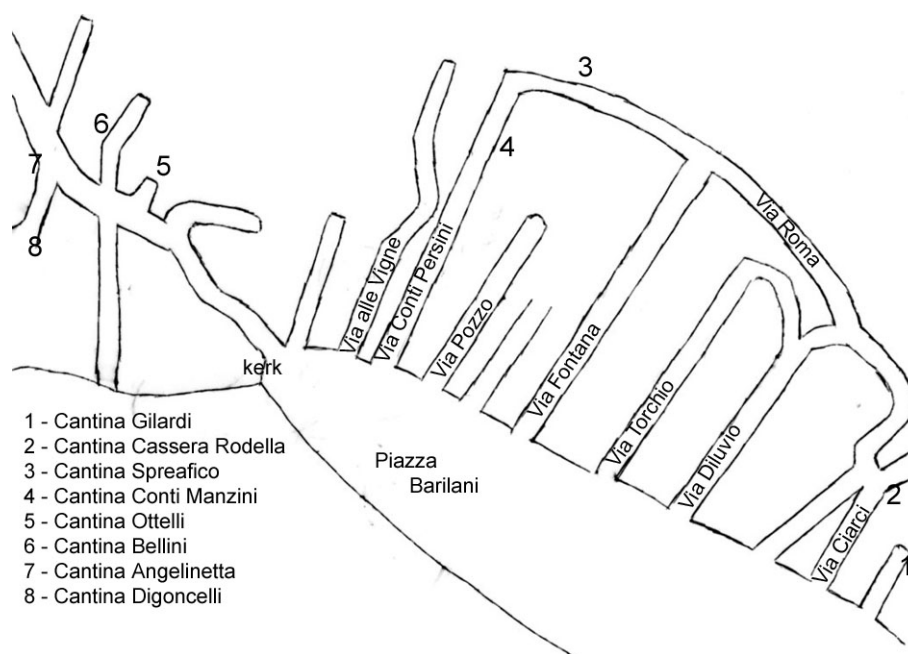 3
6
4
7
5
8
Via alle Vigne
Via Conti Persini
Via Pozzo
Via Fontana
Via Torchio
Via Diluvio
Via Roma
Via Ciarci
2
1
kerk
Piazza
Barilani
1 - Cantina Gilardi
2 - Cantina Cassera Rodella
3 - Cantina Spreafico
4 - Cantina Conti Manzini
5 - Cantina Ottelli
6 - Cantina Bellini
7 - Cantina Angelinetta
8 - Cantina Digoncelli